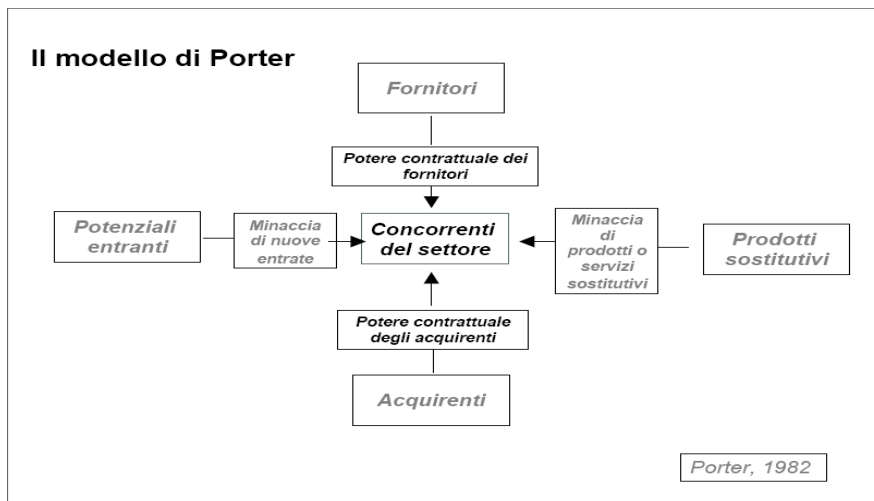 Il modello di Porter
Fornitori
Potere contrattuale dei
fornitori
Potenziali
entranti
Minaccia
di nuove
entrate
Concorrenti
del settore
Minaccia
di
prodotti o
servizi
sostitutivi
Prodotti
sostitutivi
Potere contrattuale
degli acquirenti
Acquirenti
Porter, 1982